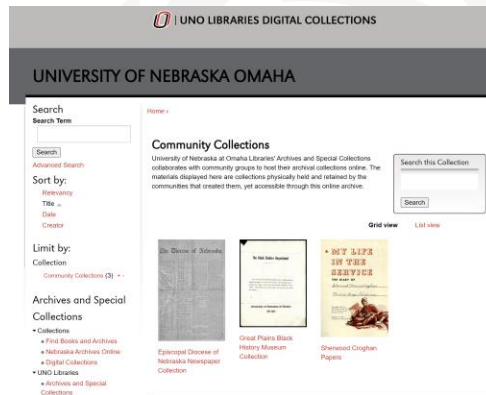 UNO LIBRARIES DIGITAL COLLECTIONS
UNIVERSITY OF NEBRASKA OMAHA
Search
Search Term
Search
Advanced Search
Sort by:
Relevancy
Title
Date
Creator
Limit by:
Collection
Community Collections (3)
Archives and Special
Collections
Collections
Find Books and Archives
Nebraska Archives Online
Digital Collections
UNO Libraries
Archives and Special
Collections
Home ›
Community Collections
University of Nebraska at Omaha Libraries' Archives and Special Collections
collaborates with community groups to host their archival collections online. The
materials displayed here are collections physically held and retained by the
communities that created them, yet accessible through this online archive.
Search this Collection
Search
Grid view List view
The Diocese of Nebraska
Episcopal Diocese of
Nebraska Newspaper
Collection
Great Plains Black
History Museum
Collection
MY LIFE
IN THE
SERVICE
THE DIARY OF
Sherwood Croghan
Papers